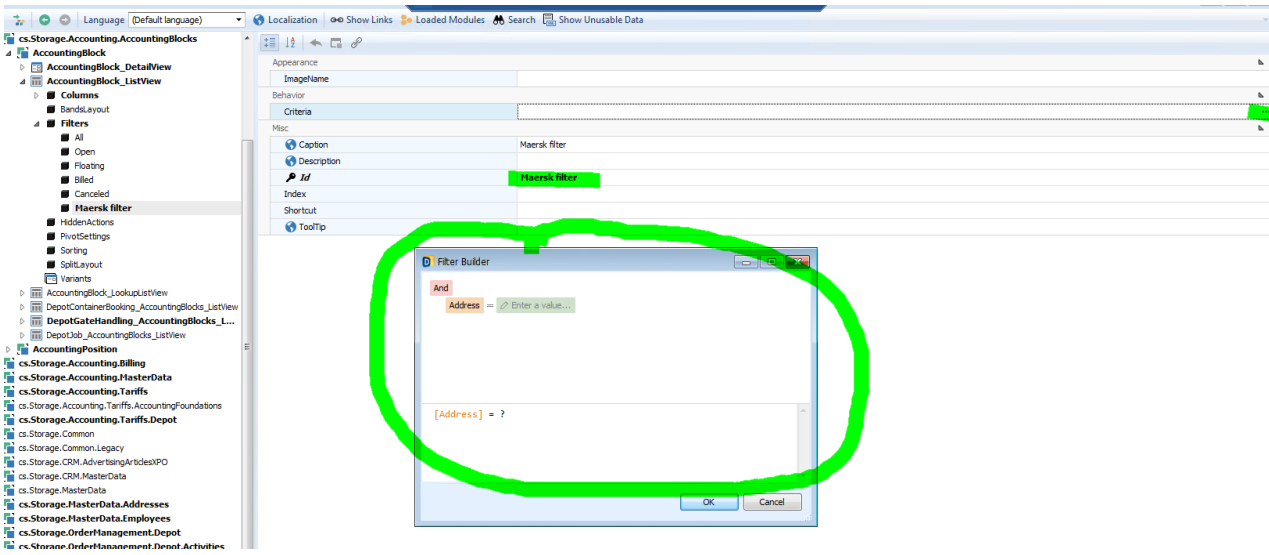 Language (Default language) Localization Show Links Loaded Modules Search Show Unusable Data
cs.Storage.Accounting.AccountingBlocks
AccountingBlock
AccountingBlock_DetailView
AccountingBlock_ListView
Columns
BandsLayout
Filters
All
Open
Floating
Billed
Canceled
Maersk filter
HiddenActions
PivotSettings
Sorting
SplitLayout
Variants
AccountingBlock_LookupListView
DepotContainerBooking_AccountingBlocks_ListView
DepotGateHandling_AccountingBlocks_L...
DepotJob_AccountingBlocks_ListView
AccountingPosition
cs.Storage.Accounting.Billing
cs.Storage.Accounting.MasterData
cs.Storage.Accounting.Tariffs
cs.Storage.Accounting.Tariffs.AccountingFoundations
cs.Storage.Accounting.Tariffs.Depot
cs.Storage.Common
cs.Storage.Common.Legacy
cs.Storage.CRM.AdvertisingArticlesXPO
cs.Storage.CRM.MasterData
cs.Storage.MasterData
cs.Storage.MasterData.Addresses
cs.Storage.MasterData.Employees
cs.Storage.OrderManagement.Depot
cs.Storage.OrderManagement.Depot.Activities
Appearance
ImageName
Behavior
Criteria ...
Misc
Caption Maersk filter
Description
Id Maersk filter
Index
Shortcut
ToolTip
Filter Builder
And
Address = Enter a value...
[Address] = ?
OK Cancel